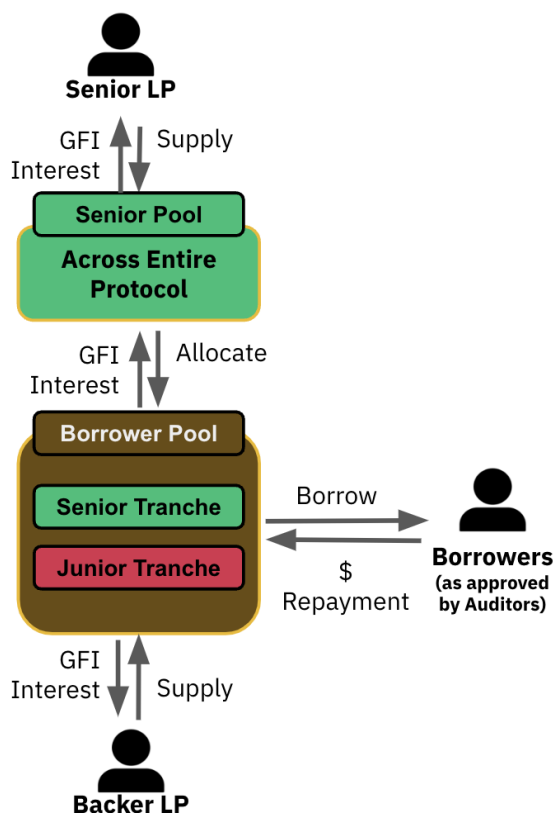 Senior LP
GFI
Interest
Supply
Senior Pool
Across Entire
Protocol
GFI
Interest
Allocate
Borrower Pool
Senior Tranche
Junior Tranche
Borrow
$
Repayment
Borrowers
(as approved
by Auditors)
GFI
Interest
Supply
Backer LP